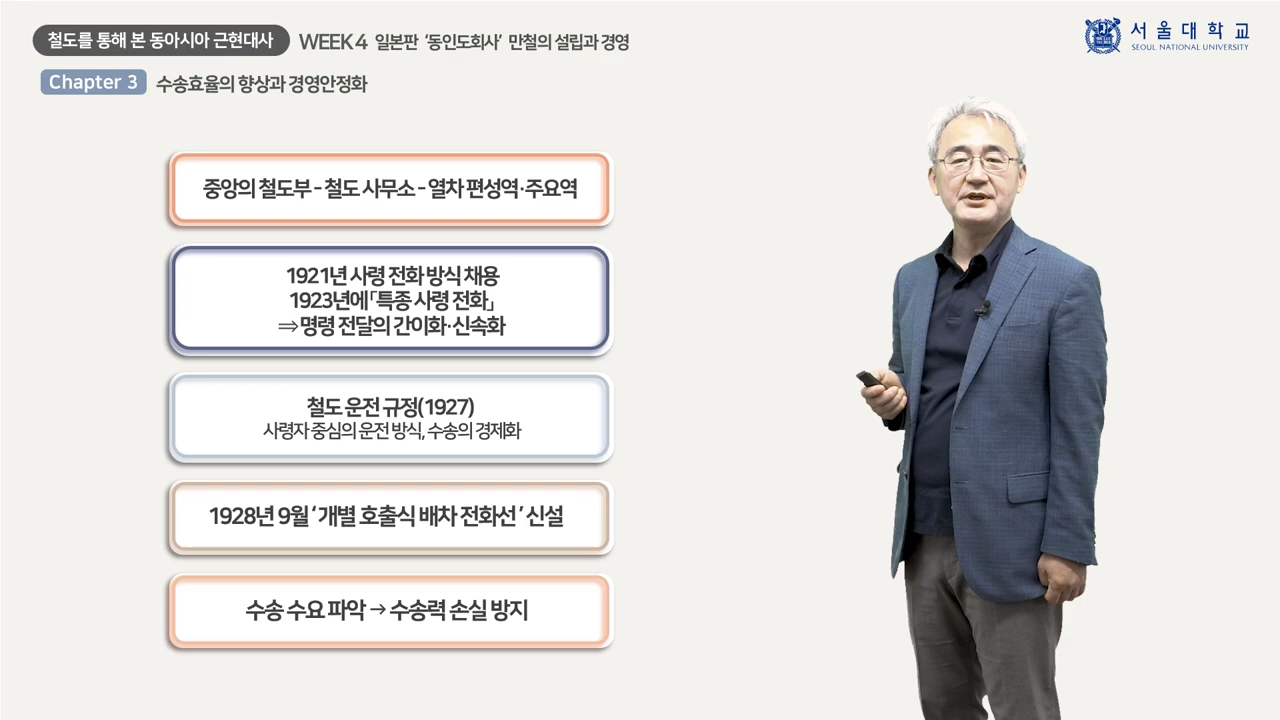 철도를 통해 본 동아시아 근현대사
WEEK 4 일본판 ‘동인도회사’ 만철의 설립과 경영
서울대학교
SEOUL NATIONAL UNIVERSITY
Chapter 3 수송효율의 향상과 경영안정화
중앙의 철도부 - 철도 사무소 - 열차 편성역·주요역
1921년 사령 전화 방식 채용
1923년에 「특종 사령 전화」
⇒ 명령 전달의 간이화·신속화
철도 운전 규정(1927)
사령자 중심의 운전 방식, 수송의 경제화
1928년 9월 ‘개별 호출식 배차 전화선’ 신설
수송 수요 파악 → 수송력 손실 방지